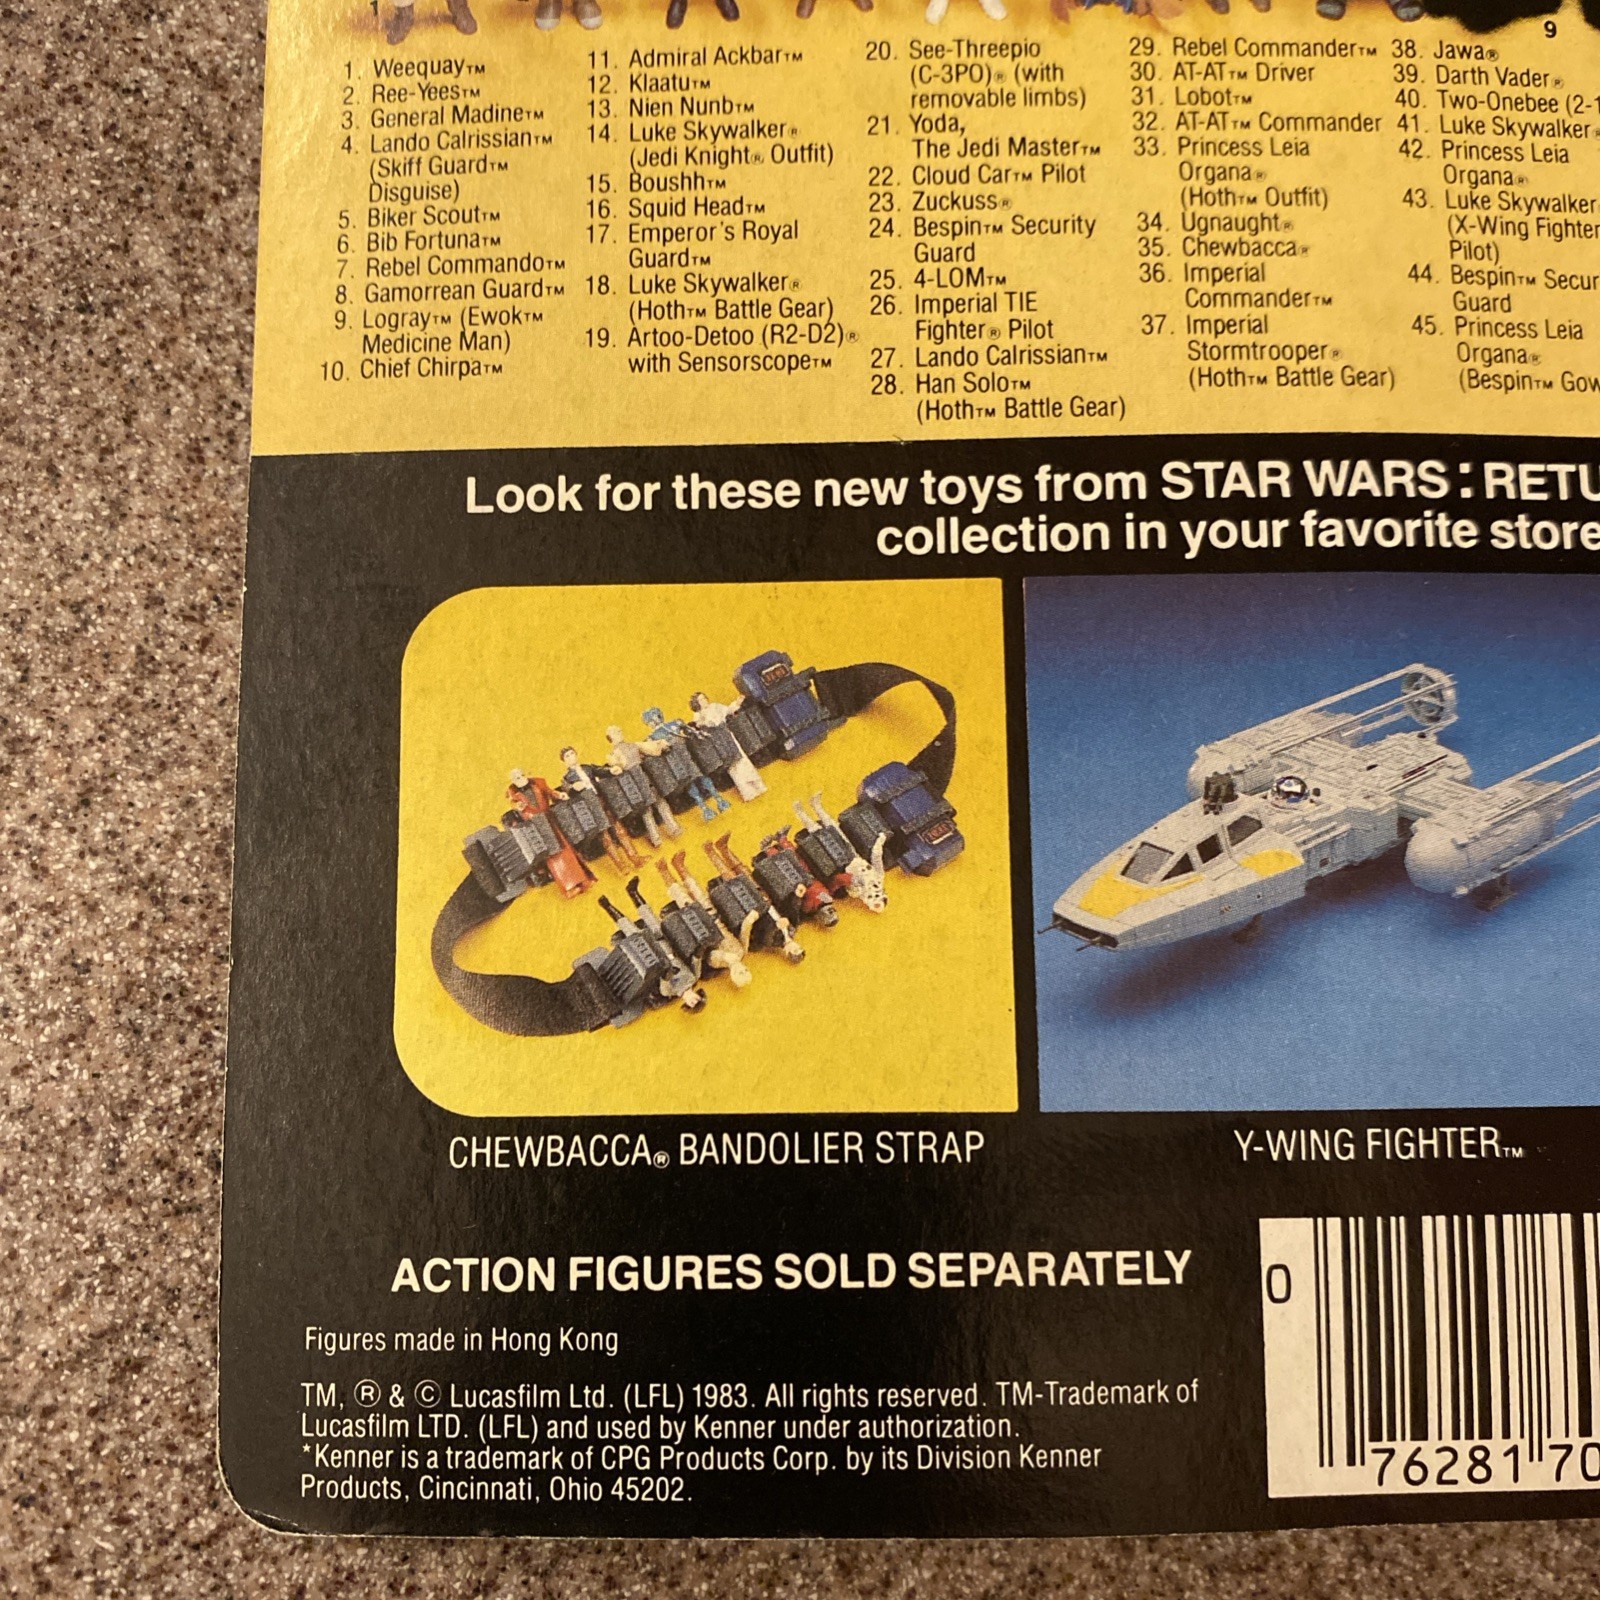 1
9
1. Weequay™
2. Ree-Yees™
3. General Madine™
4. Lando Calrissian™
(Skiff Guard™
Disguise)
5. Biker Scout™
6. Bib Fortuna™
7. Rebel Commando™
8. Gamorrean Guard™
9. Logray™ (Ewok™
Medicine Man)
10. Chief Chirpa™
11. Admiral Ackbar™
12. Klaatu™
13. Nien Nunb™
14. Luke Skywalker®
(Jedi Knight® Outfit)
15. Boushh™
16. Squid Head™
17. Emperor's Royal
Guard™
18. Luke Skywalker®
(Hoth™ Battle Gear)
19. Artoo-Detoo (R2-D2)®
with Sensorscope™
20. See-Threepio
(C-3PO)® (with
removable limbs)
21. Yoda,
The Jedi Master™
22. Cloud Car™ Pilot
23. Zuckuss®
24. Bespin™ Security
Guard
25. 4-LOM™
26. Imperial TIE
Fighter® Pilot
27. Lando Calrissian™
28. Han Solo™
(Hoth™ Battle Gear)
29. Rebel Commander™
30. AT-AT™ Driver
31. Lobot™
32. AT-AT™ Commander
33. Princess Leia
Organa®
(Hoth™ Outfit)
34. Ugnaught®
35. Chewbacca®
36. Imperial
Commander™
37. Imperial
Stormtrooper®
(Hoth™ Battle Gear)
38. Jawa®
39. Darth Vader®
40. Two-Onebee (2-1
41. Luke Skywalker®
42. Princess Leia
Organa®
43. Luke Skywalker
(X-Wing Fighter
Pilot)
44. Bespin™ Secur
Guard
45. Princess Leia
Organa®
(Bespin™ Gow
Look for these new toys from STAR WARS: RETU
collection in your favorite store
CHEWBACCA® BANDOLIER STRAP
Y-WING FIGHTER™
ACTION FIGURES SOLD SEPARATELY
Figures made in Hong Kong
TM, ® & © Lucasfilm Ltd. (LFL) 1983. All rights reserved. TM-Trademark of
Lucasfilm LTD. (LFL) and used by Kenner under authorization.
*Kenner is a trademark of CPG Products Corp. by its Division Kenner
Products, Cincinnati, Ohio 45202.
0
76281 70